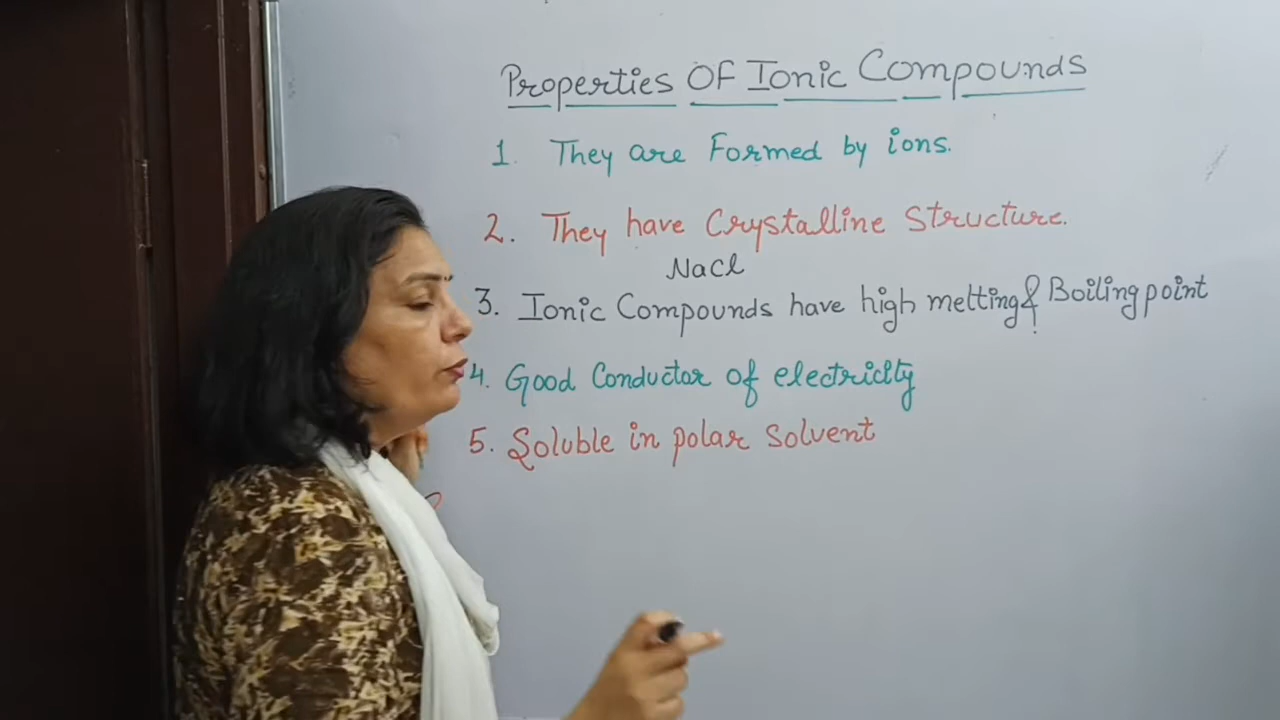 Properties OF Ionic Compounds
1. They are Formed by ions.
2. They have Crystalline Structure.
NaCl
3. Ionic Compounds have high melting & Boiling point
4. Good Conductor of electricity
5. Soluble in polar Solvent